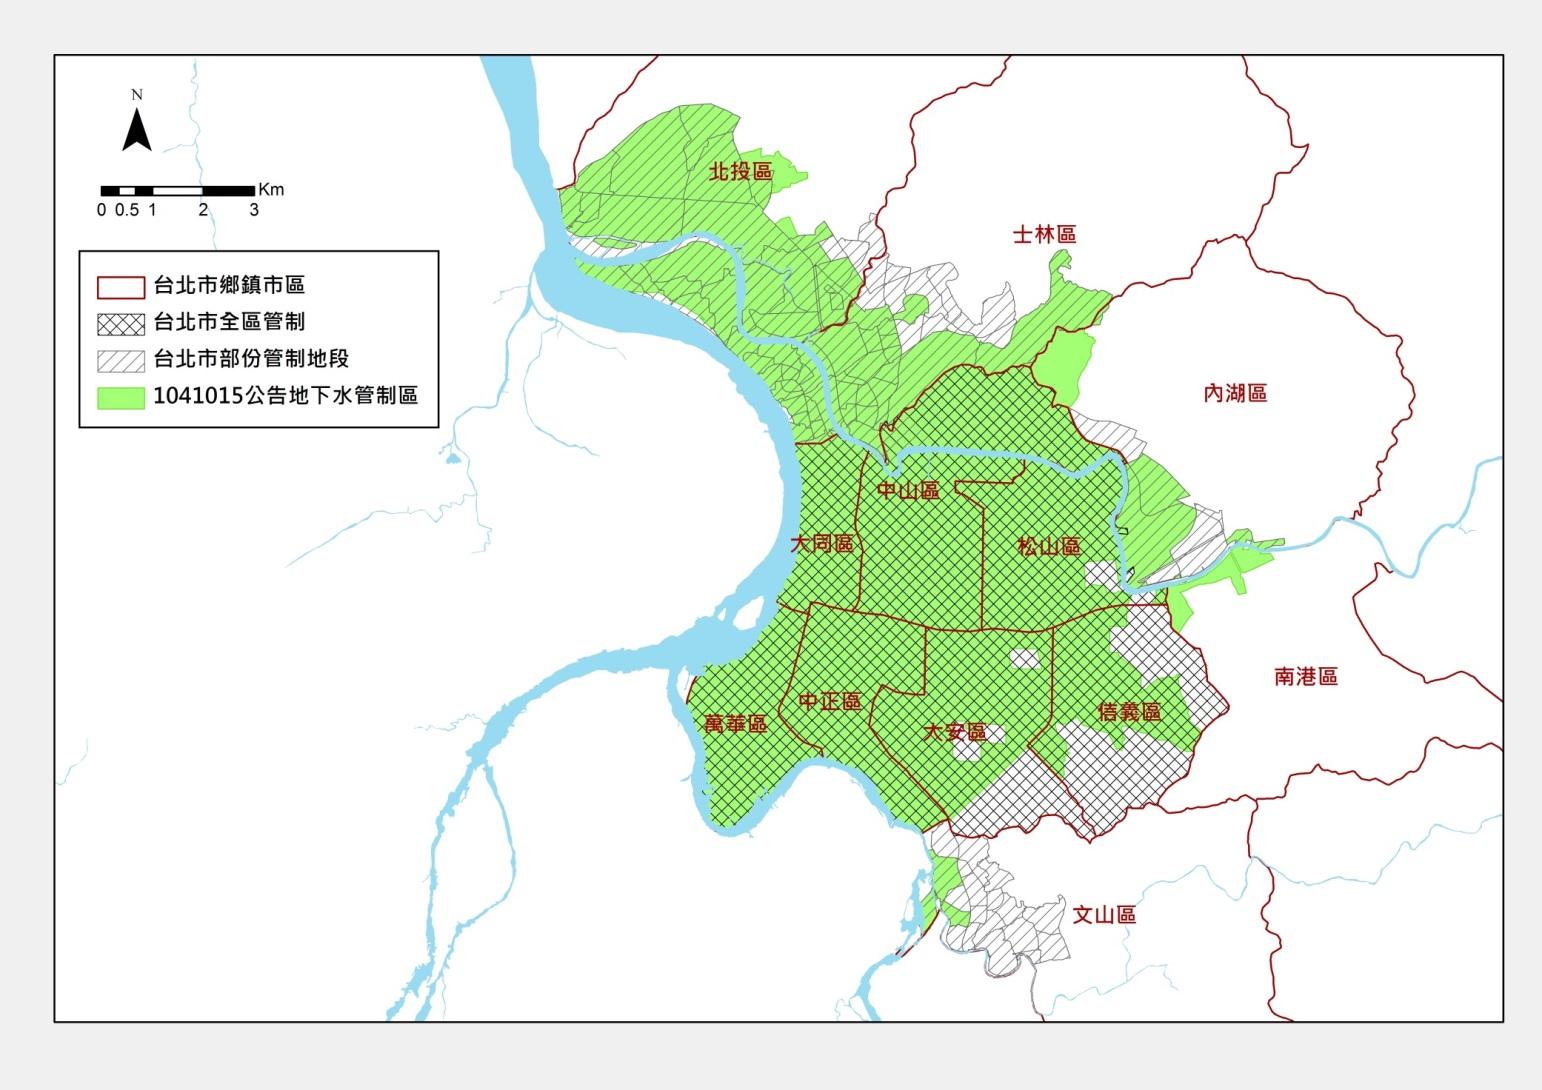 N
Km
0 0.5 1 2 3
台北市鄉鎮市區
台北市全區管制
台北市部份管制地段
1041015公告地下水管制區
北投區
士林區
內湖區
中山區
大同區
松山區
南港區
中正區
信義區
萬華區
大安區
文山區